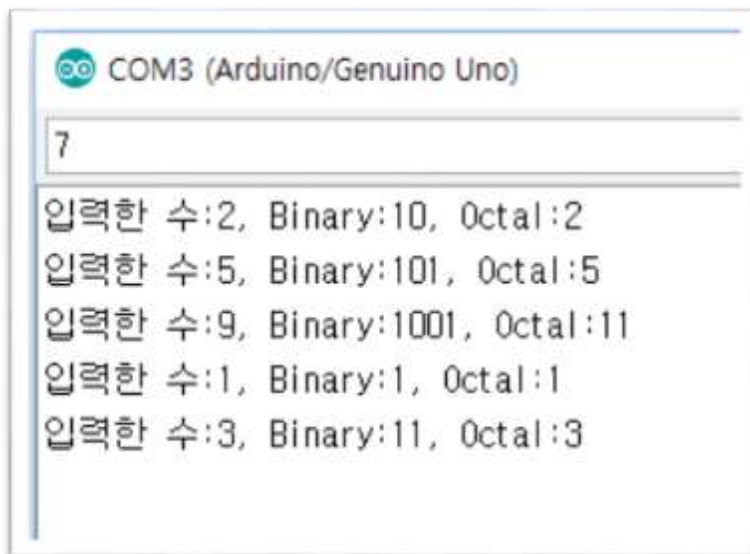 COM3 (Arduino/Genuino Uno)
7
입력한 수:2, Binary:10, Octal:2
입력한 수:5, Binary:101, Octal:5
입력한 수:9, Binary:1001, Octal:11
입력한 수:1, Binary:1, Octal:1
입력한 수:3, Binary:11, Octal:3